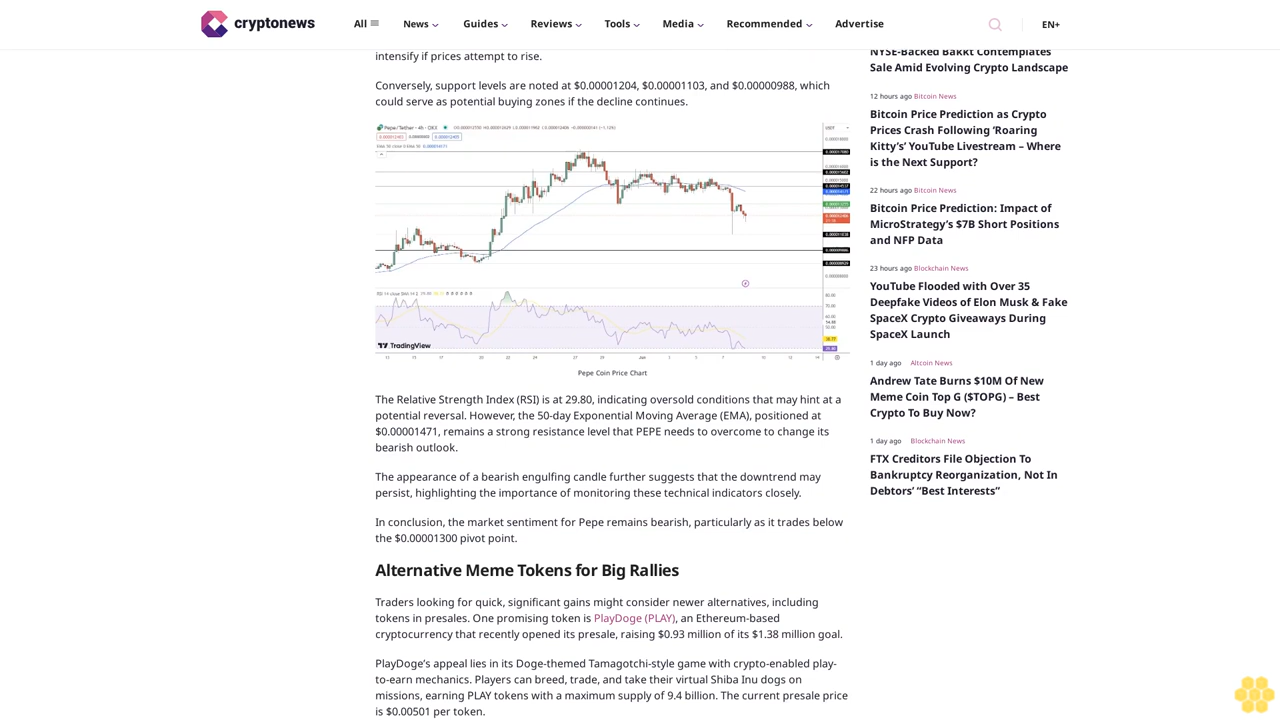 cryptonews
All
News
Guides
Reviews
Tools
Media
Recommended
Advertise
EN+
intensify if prices attempt to rise.
Conversely, support levels are noted at $0.00001204, $0.00001103, and $0.00000988, which
could serve as potential buying zones if the decline continues.
TradingView
Pepe Coin Price Chart
The Relative Strength Index (RSI) is at 29.80, indicating oversold conditions that may hint at a
potential reversal. However, the 50-day Exponential Moving Average (EMA), positioned at
$0.00001471, remains a strong resistance level that PEPE needs to overcome to change its
bearish outlook.
The appearance of a bearish engulfing candle further suggests that the downtrend may
persist, highlighting the importance of monitoring these technical indicators closely.
In conclusion, the market sentiment for Pepe remains bearish, particularly as it trades below
the $0.00001300 pivot point.
Alternative Meme Tokens for Big Rallies
Traders looking for quick, significant gains might consider newer alternatives, including
tokens in presales. One promising token is PlayDoge (PLAY), an Ethereum-based
cryptocurrency that recently opened its presale, raising $0.93 million of its $1.38 million goal.
PlayDoge’s appeal lies in its Doge-themed Tamagotchi-style game with crypto-enabled play-
to-earn mechanics. Players can breed, trade, and take their virtual Shiba Inu dogs on
missions, earning PLAY tokens with a maximum supply of 9.4 billion. The current presale price
is $0.00501 per token.
NYSE-Backed Bakkt Contemplates
Sale Amid Evolving Crypto Landscape
12 hours ago Bitcoin News
Bitcoin Price Prediction as Crypto
Prices Crash Following ‘Roaring
Kitty’s’ YouTube Livestream – Where
is the Next Support?
22 hours ago Bitcoin News
Bitcoin Price Prediction: Impact of
MicroStrategy’s $7B Short Positions
and NFP Data
23 hours ago Blockchain News
YouTube Flooded with Over 35
Deepfake Videos of Elon Musk & Fake
SpaceX Crypto Giveaways During
SpaceX Launch
1 day ago Altcoin News
Andrew Tate Burns $10M Of New
Meme Coin Top G ($TOPG) – Best
Crypto To Buy Now?
1 day ago Blockchain News
FTX Creditors File Objection To
Bankruptcy Reorganization, Not In
Debtors’ “Best Interests”